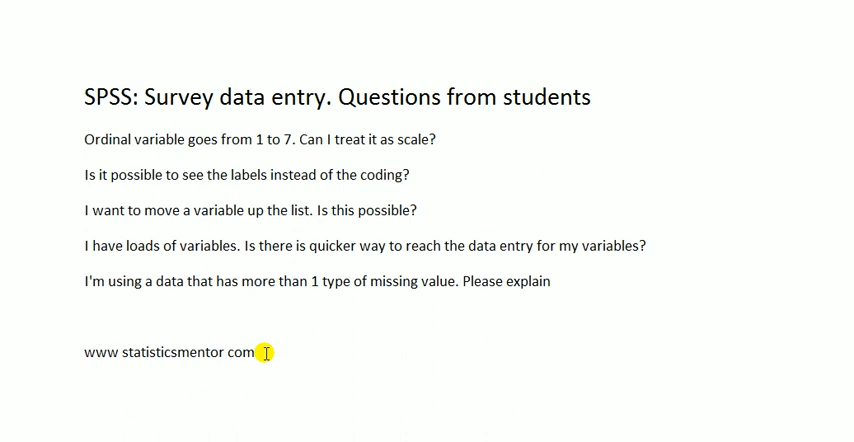 SPSS: Survey data entry. Questions from students
Ordinal variable goes from 1 to 7. Can I treat it as scale?
Is it possible to see the labels instead of the coding?
I want to move a variable up the list. Is this possible?
I have loads of variables. Is there is quicker way to reach the data entry for my variables?
I'm using a data that has more than 1 type of missing value. Please explain
www statisticsmentor com